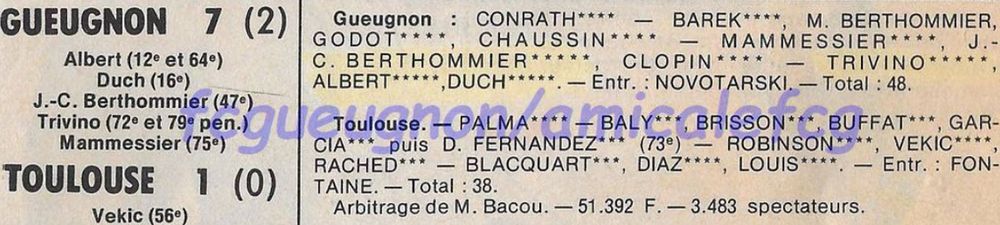 GUEUGNON 7 (2)
Albert (12e et 64e)
Duch (16e)
J.-C. Berthommier (47e)
Trivino (72e et 79e pen.)
Mammessier (75e)
TOULOUSE 1 (0)
Vekic (56e)
Gueugnon : CONRATH**** — BAREK****, M. BERTHOMMIER,
GODOT****, CHAUSSIN**** — MAMMESSIER****, J.-
C. BERTHOMMIER*****, CLOPIN**** — TRIVINO*****,
ALBERT*****,DUCH*****. — Entr. : NOVOTARSKI. — Total : 48.
Toulouse. — PALMA**** — BALY***, BRISSON***, BUFFAT***, GAR-
CIA*** puis D. FERNANDEZ*** (73e) — ROBINSON****, VEKIC****,
RACHED*** — BLACQUART***, DIAZ****, LOUIS****. — Entr. : FON-
TAINE. — Total : 38.
Arbitrage de M. Bacou. — 51.392 F. — 3.483 spectateurs.
fcgueugnon/amicalefcg